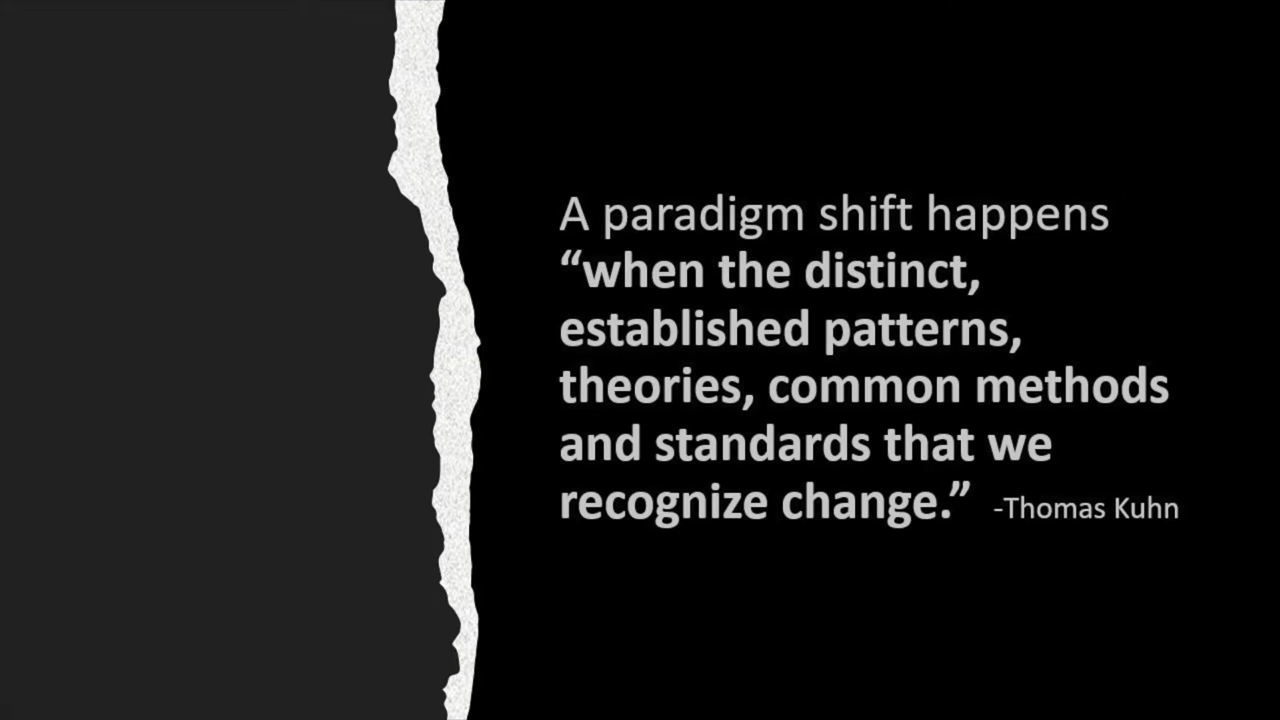 A paradigm shift happens
“when the distinct,
established patterns,
theories, common methods
and standards that we
recognize change.” -Thomas Kuhn